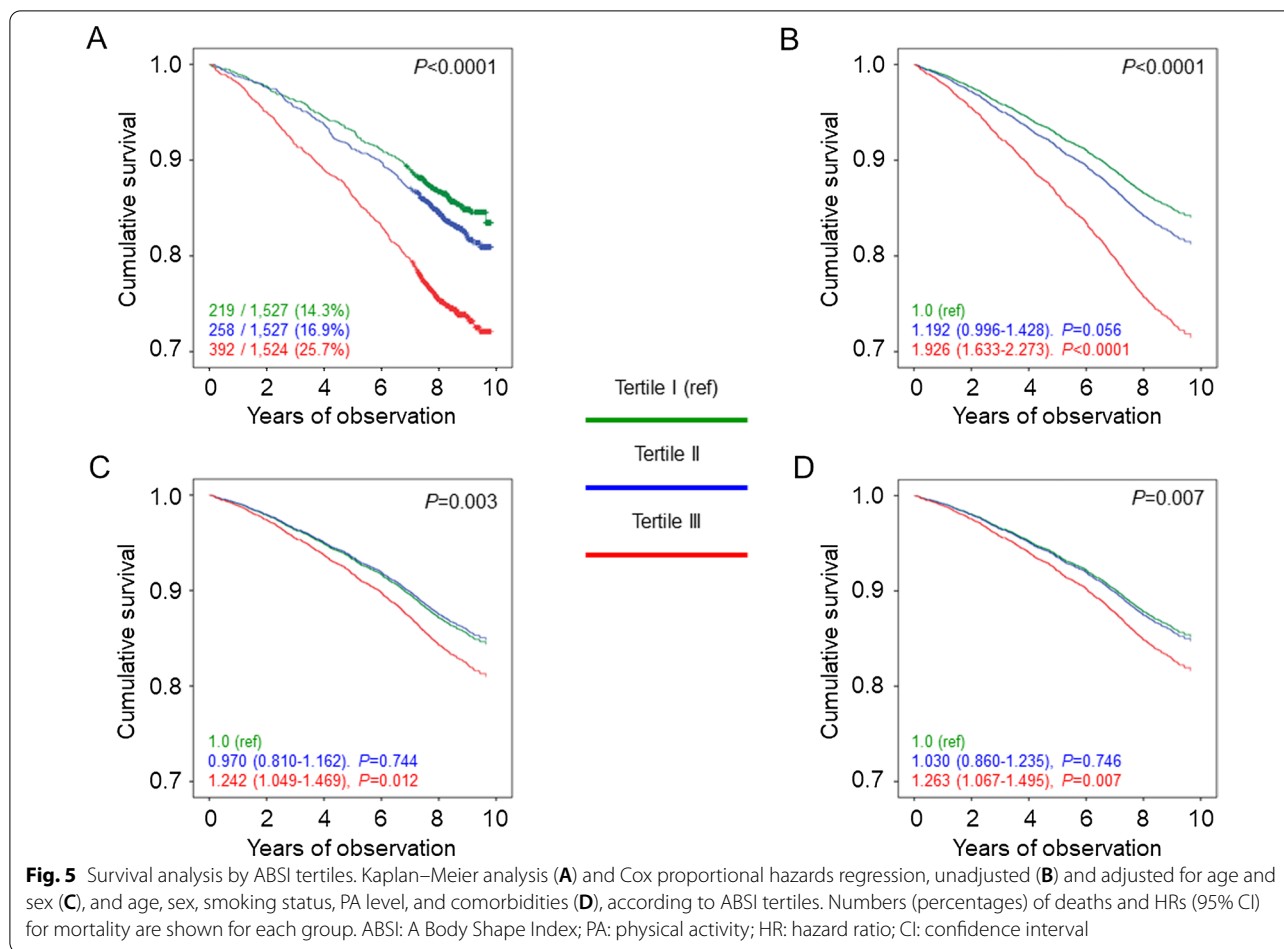 A
P<0.0001
1.0
0.9
0.8
0.7
Cumulative survival
219 / 1,527 (14.3%)
258 / 1,527 (16.9%)
392 / 1,524 (25.7%)
0 2 4 6 8 10
Years of observation
B
P<0.0001
1.0
0.9
0.8
0.7
Cumulative survival
1.0 (ref)
1.192 (0.996-1.428). P=0.056
1.926 (1.633-2.273). P<0.0001
0 2 4 6 8 10
Years of observation
Tertile I (ref)
Tertile II
Tertile III
C
P=0.003
1.0
0.9
0.8
0.7
Cumulative survival
1.0 (ref)
0.970 (0.810-1.162). P=0.744
1.242 (1.049-1.469), P=0.012
0 2 4 6 8 10
Years of observation
D
P=0.007
1.0
0.9
0.8
0.7
Cumulative survival
1.0 (ref)
1.030 (0.860-1.235), P=0.746
1.263 (1.067-1.495), P=0.007
0 2 4 6 8 10
Years of observation
Fig. 5 Survival analysis by ABSI tertiles. Kaplan–Meier analysis (A) and Cox proportional hazards regression, unadjusted (B) and adjusted for age and
sex (C), and age, sex, smoking status, PA level, and comorbidities (D), according to ABSI tertiles. Numbers (percentages) of deaths and HRs (95% CI)
for mortality are shown for each group. ABSI: A Body Shape Index; PA: physical activity; HR: hazard ratio; CI: confidence interval